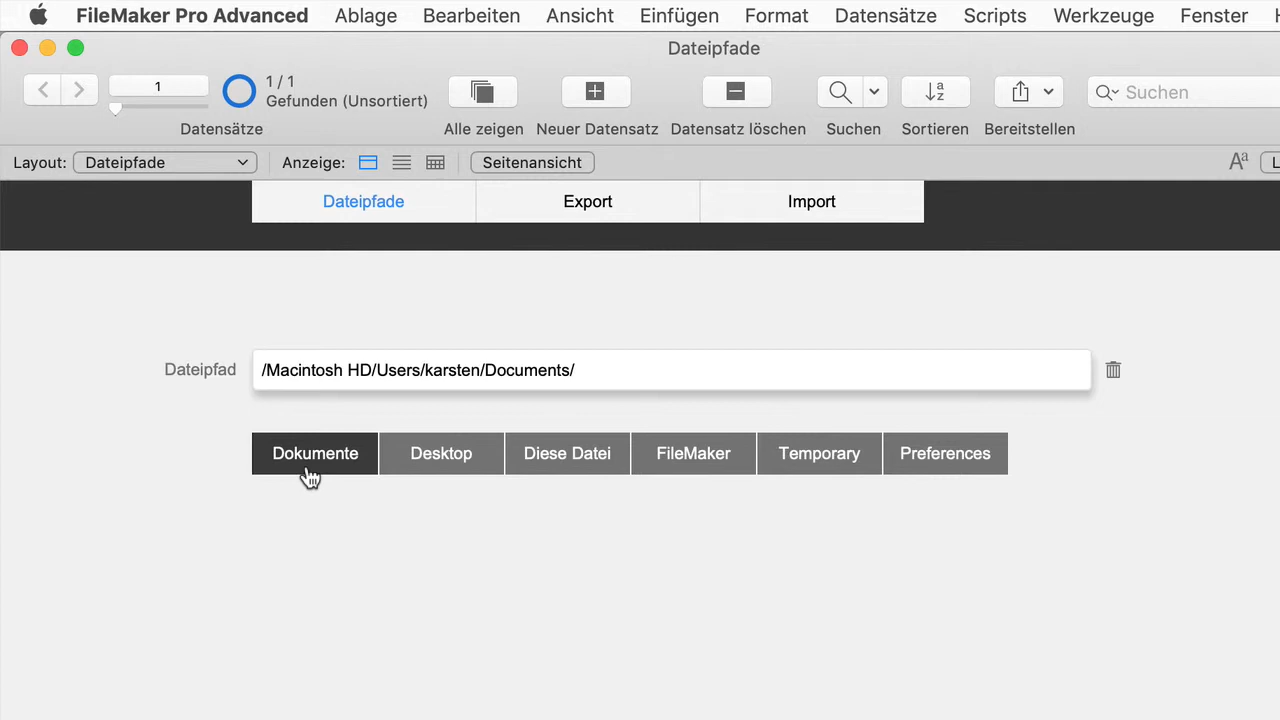 FileMaker Pro Advanced Ablage Bearbeiten Ansicht Einfügen Format Datensätze Scripts Werkzeuge Fenster
Dateipfade
1
1 / 1
Gefunden (Unsortiert)
Suchen
Datensätze Alle zeigen Neuer Datensatz Datensatz löschen Suchen Sortieren Bereitstellen
Layout: Dateipfade Anzeige: Seitenansicht Aa L
Dateipfade Export Import
Dateipfad /Macintosh HD/Users/karsten/Documents/
Dokumente Desktop Diese Datei FileMaker Temporary Preferences